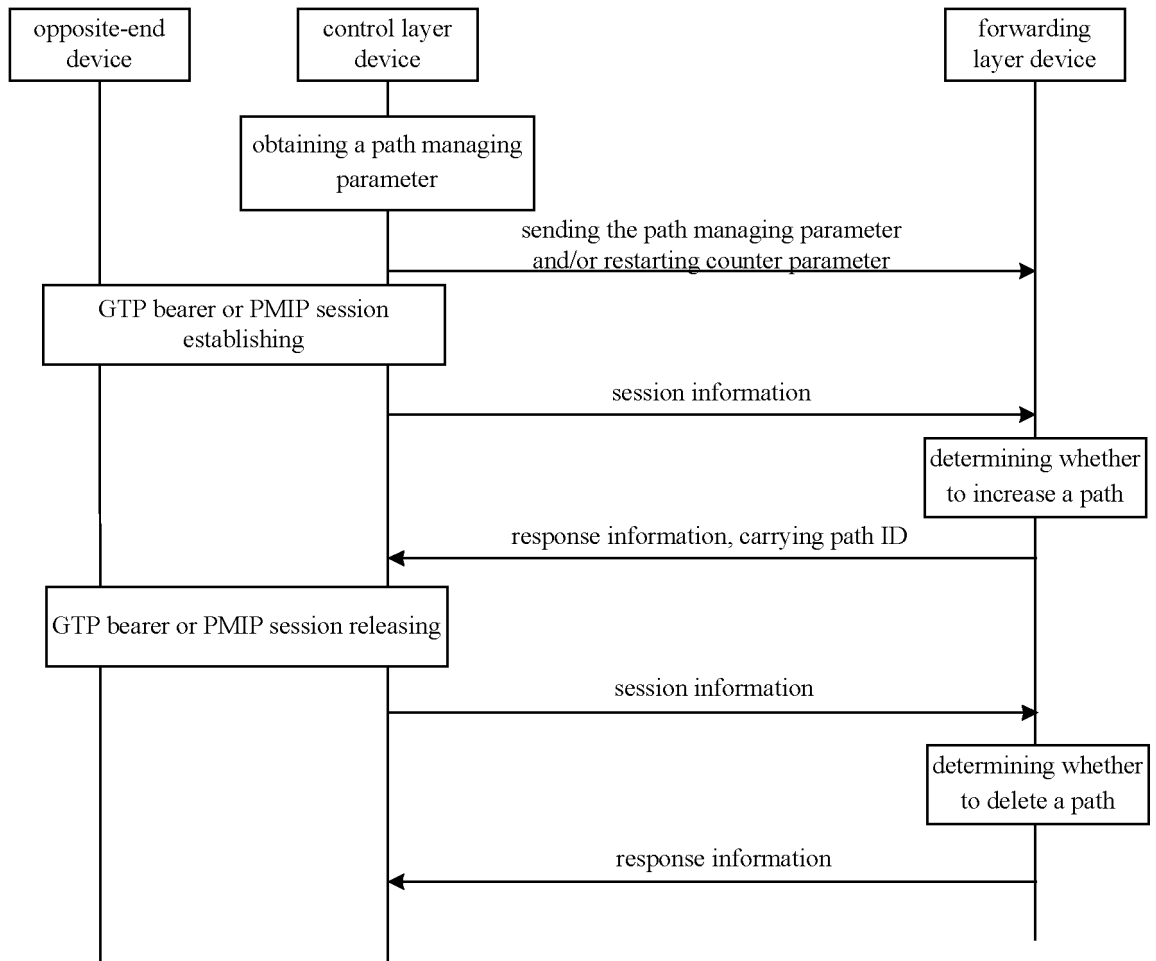 opposite-end
device
control layer
device
forwarding
layer device
obtaining a path managing
parameter
sending the path managing parameter
and/or restarting counter parameter
GTP bearer or PMIP session
establishing
session information
determining whether
to increase a path
response information, carrying path ID
GTP bearer or PMIP session releasing
session information
determining whether
to delete a path
response information